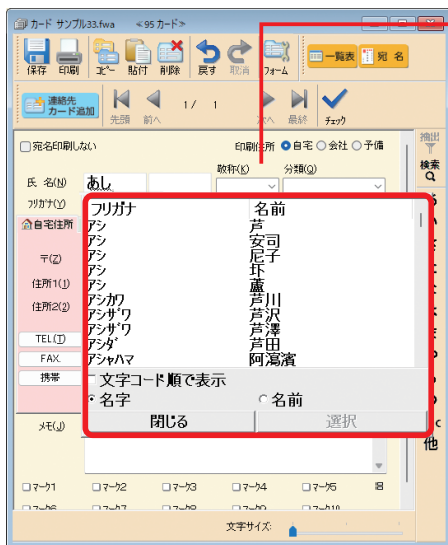 カード サンプル33.fwa ≪95 カード≫
保存 印刷 コピー 貼付 削除 戻す 取消 フォーム 一覧表 宛 名
連絡先
カード追加
1 / 1
先頭 前へ 次へ 最終 チェック
抽出
検索
宛名印刷しない 印刷住所 自宅 会社 予備
敬称(K) 分類(Q)
氏 名(N) あし
フリガナ(Y)
自宅住所
〒(Z)
住所1(1)
住所2(2)
TEL(T)
FAX.
携帯
フリガナ 名前
アシ 芦
アシ 安司
アシ 尼子
アシ 圷
アシ 蘆
アシカワ 芦川
アシザワ 芦沢
アシザワ 芦澤
アシダ 芦田
アシャハマ 阿潟濱
文字コード順で表示
名字 名前
閉じる 選択
他
メモ(J)
マーク1 マーク2 マーク3 マーク4 マーク5
文字サイズ: